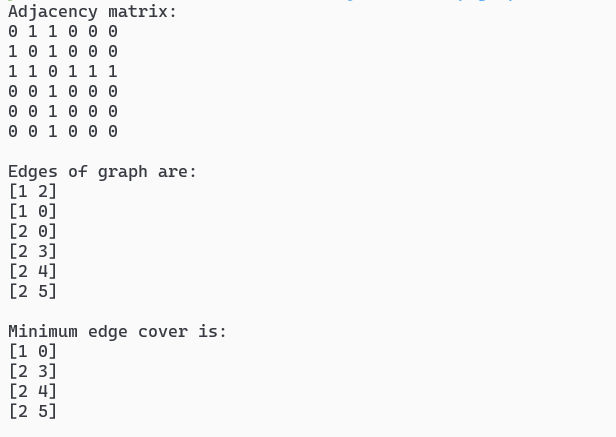 Adjacency matrix:
0 1 1 0 0 0
1 0 1 0 0 0
1 1 0 1 1 1
0 0 1 0 0 0
0 0 1 0 0 0
0 0 1 0 0 0
Edges of graph are:
[1 2]
[1 0]
[2 0]
[2 3]
[2 4]
[2 5]
Minimum edge cover is:
[1 0]
[2 3]
[2 4]
[2 5]